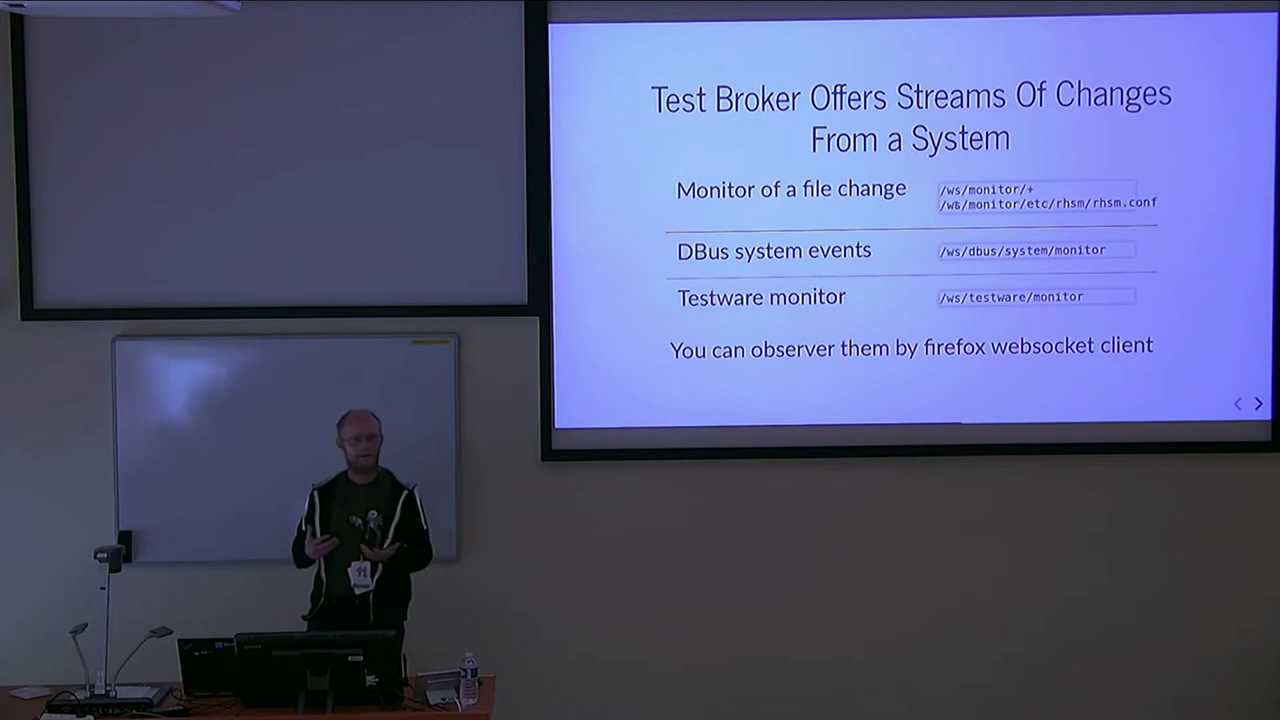 Test Broker Offers Streams Of Changes
From a System
Monitor of a file change
/ws/monitor/+
/ws/monitor/etc/rhsm/rhsm.conf
DBus system events
/ws/dbus/system/monitor
Testware monitor
/ws/testware/monitor
You can observer them by firefox websocket client